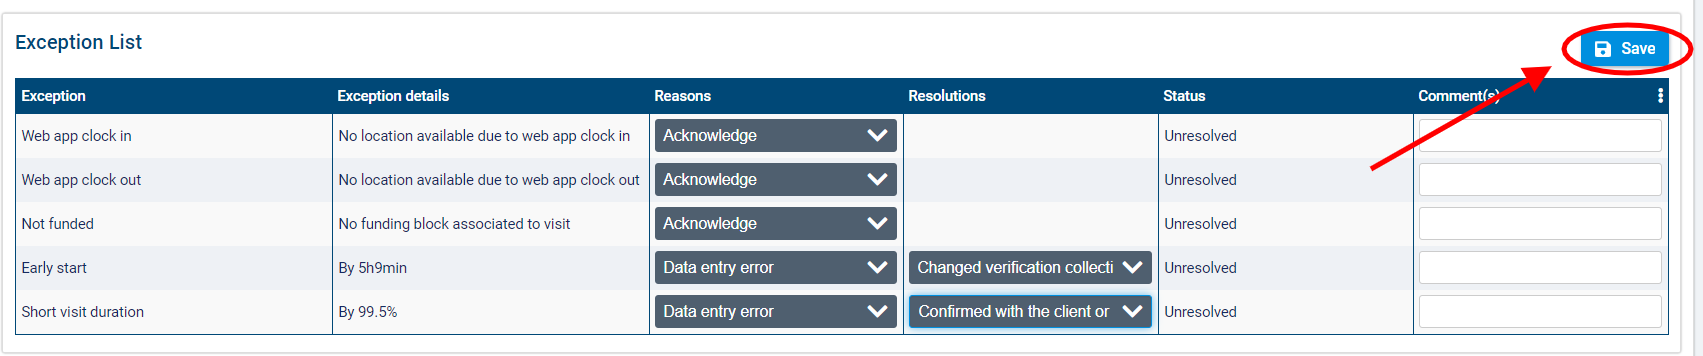 Exception List
Save
Exception Exception details Reasons Resolutions Status Comment(s)
Web app clock in No location available due to web app clock in Acknowledge Unresolved
Web app clock out No location available due to web app clock out Acknowledge Unresolved
Not funded No funding block associated to visit Acknowledge Unresolved
Early start By 5h9min Data entry error Changed verification collecti Unresolved
Short visit duration By 99.5% Data entry error Confirmed with the client or Unresolved